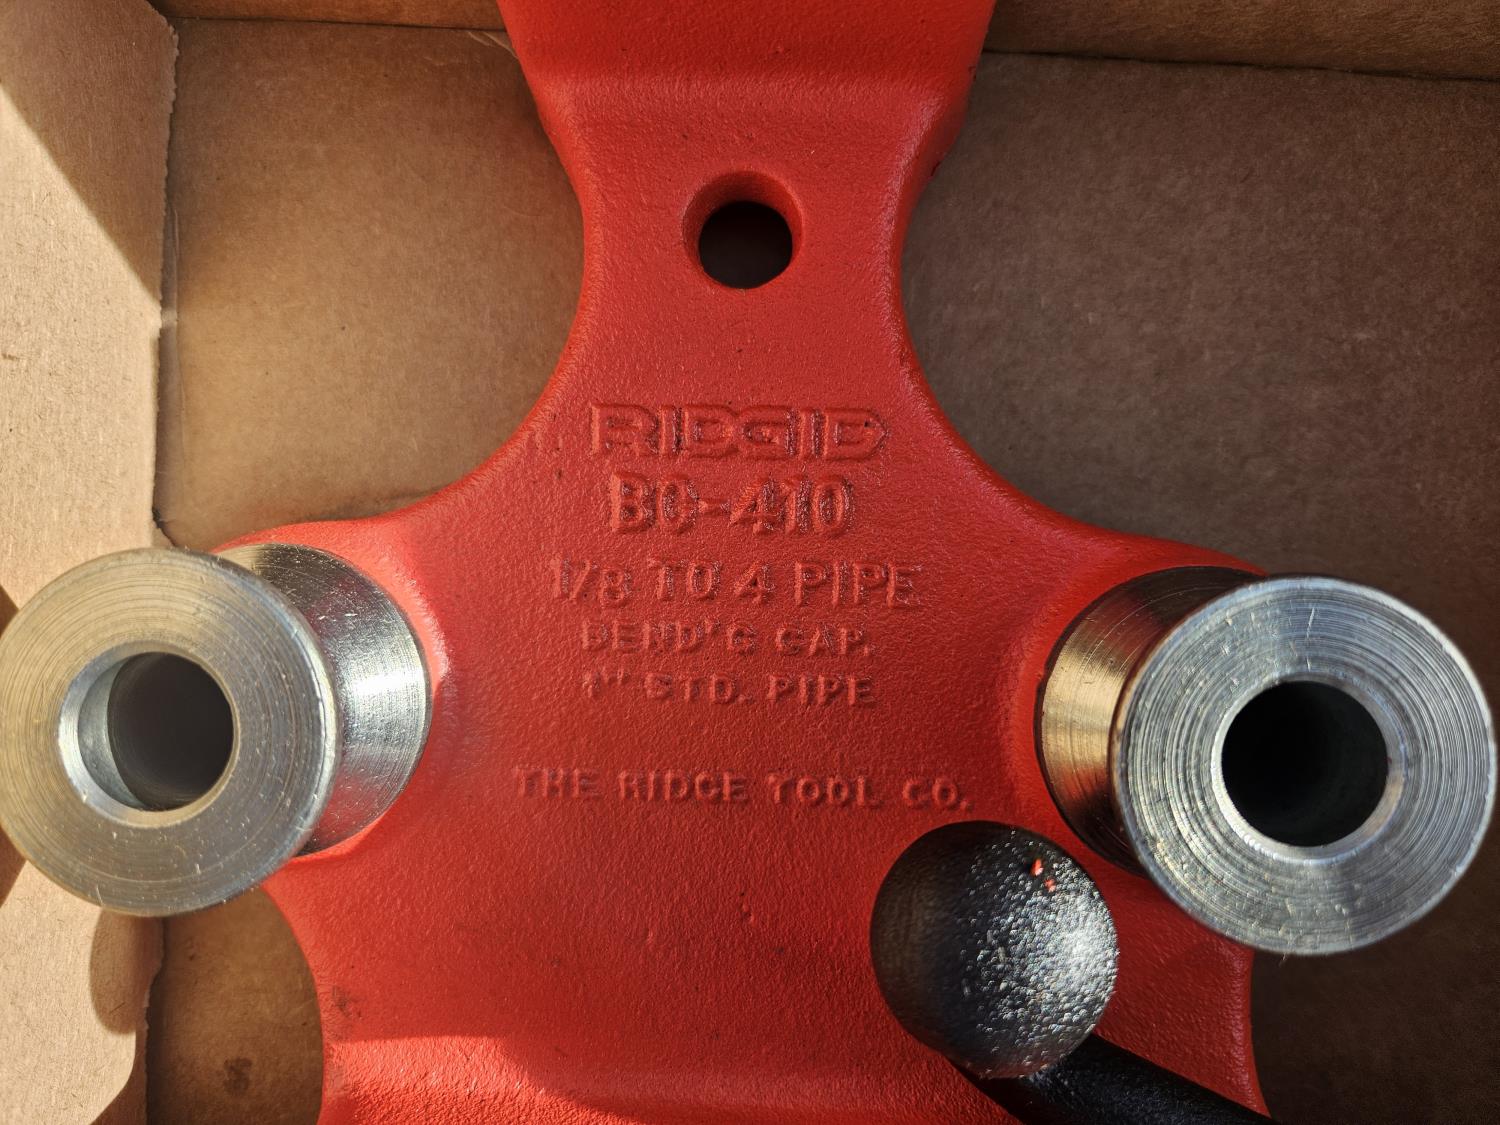 RIDGID
BC-410
1/8 TO 4 PIPE
BEND'G CAP.
1" STD. PIPE
THE RIDGE TOOL CO.